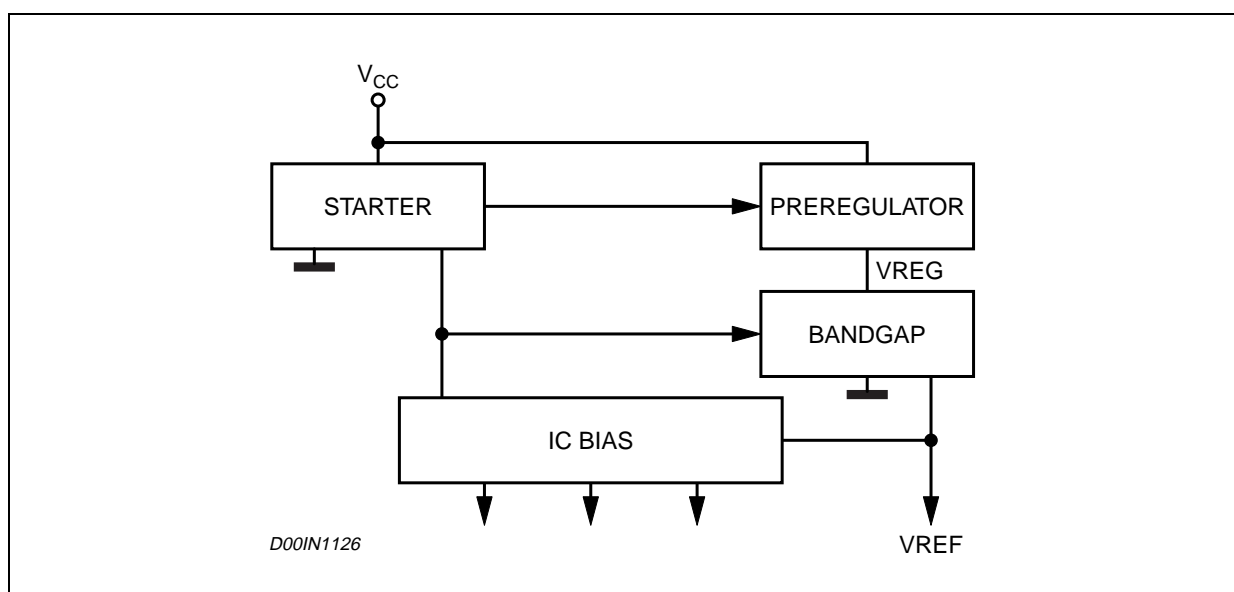 VCC
STARTER
PREREGULATOR
VREG
BANDGAP
IC BIAS
D00IN1126
VREF